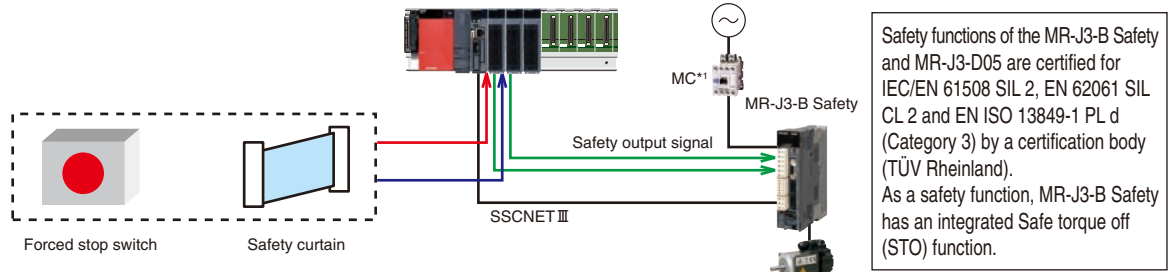 MC*1
MR-J3-B Safety
Safety output signal
SSCNET Ⅲ
Forced stop switch
Safety curtain
Safety functions of the MR-J3-B Safety
and MR-J3-D05 are certified for
IEC/EN 61508 SIL 2, EN 62061 SIL
CL 2 and EN ISO 13849-1 PL d
(Category 3) by a certification body
(TÜV Rheinland).
As a safety function, MR-J3-B Safety
has an integrated Safe torque off
(STO) function.